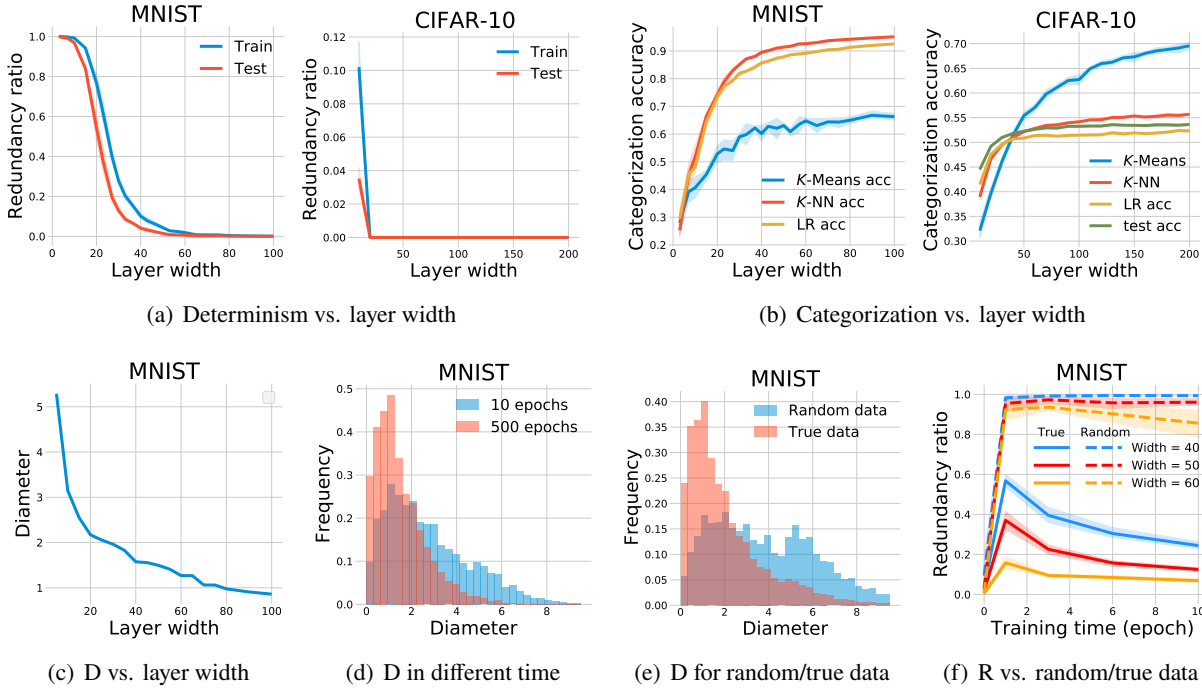 MNIST
Redundancy ratio
1.0
0.8
0.6
0.4
0.2
0.0
0 20 40 60 80 100
Layer width
Train
Test
CIFAR-10
Redundancy ratio
0.12
0.10
0.08
0.06
0.04
0.02
0.00
50 100 150 200
Layer width
Train
Test
(a) Determinism vs. layer width
MNIST
Categorization accuracy
0.9
0.8
0.7
0.6
0.5
0.4
0.3
0.2
0 20 40 60 80 100
Layer width
K-Means acc
K-NN acc
LR acc
CIFAR-10
Categorization accuracy
0.70
0.65
0.60
0.55
0.50
0.45
0.40
0.35
0.30
50 100 150 200
Layer width
K-Means
K-NN
LR acc
test acc
(b) Categorization vs. layer width
MNIST
Diameter
5
4
3
2
1
20 40 60 80 100
Layer width
(c) D vs. layer width
MNIST
Frequency
0.5
0.4
0.3
0.2
0.1
0.0
0 2 4 6 8
Diameter
10 epochs
500 epochs
(d) D in different time
MNIST
Frequency
0.40
0.35
0.30
0.25
0.20
0.15
0.10
0.05
0.00
0 2 4 6 8
Diameter
Random data
True data
(e) D for random/true data
MNIST
Redundancy ratio
1.0
0.8
0.6
0.4
0.2
0.0
0 2 4 6 8 10
Training time (epoch)
True Random
Width = 40
Width = 50
Width = 60
(f) R vs. random/true data